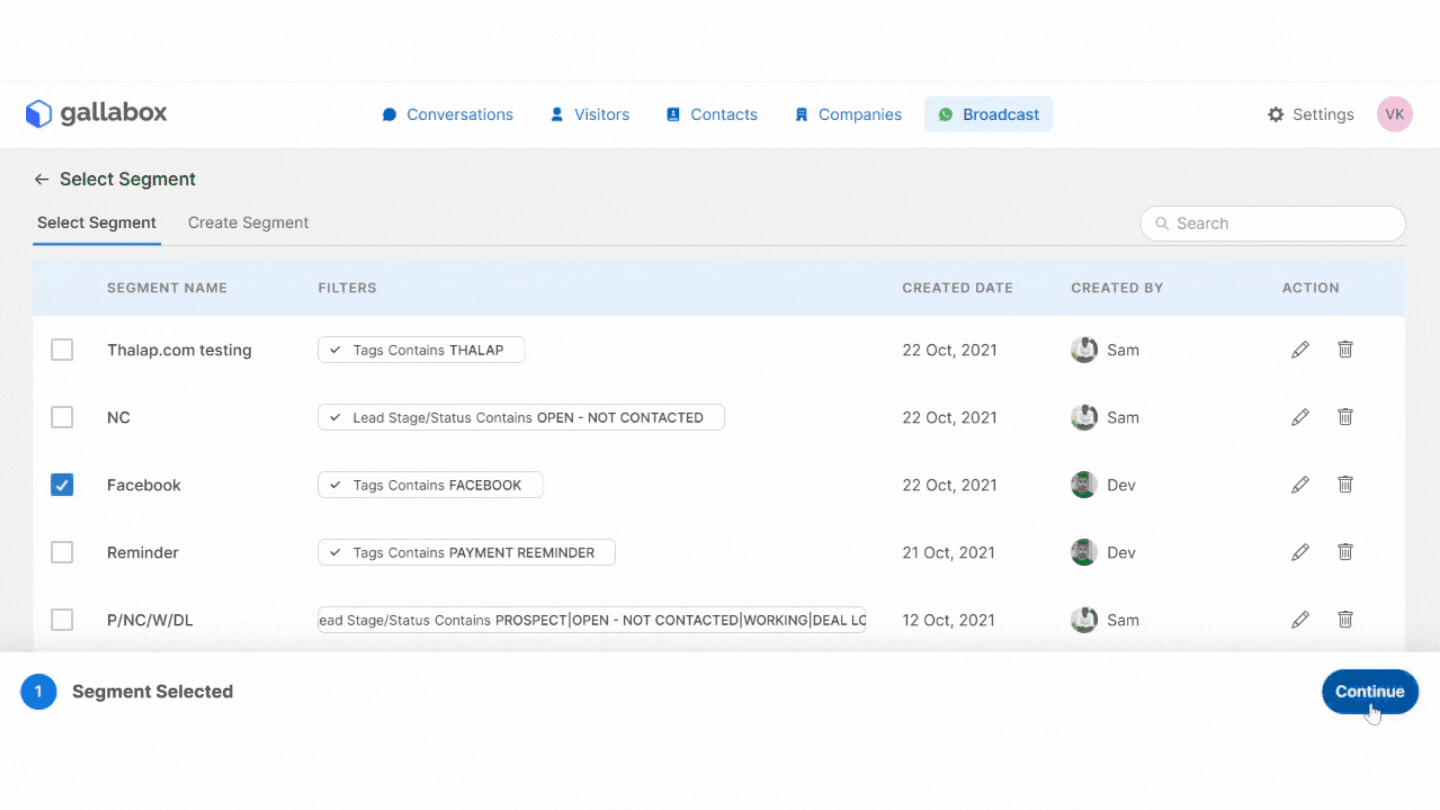 gallabox Conversations Visitors Contacts Companies Broadcast Settings VK
← Select Segment
Select Segment Create Segment Search
SEGMENT NAME FILTERS CREATED DATE CREATED BY ACTION
Thalap.com testing Tags Contains THALAP 22 Oct, 2021 Sam
NC Lead Stage/Status Contains OPEN - NOT CONTACTED 22 Oct, 2021 Sam
Facebook Tags Contains FACEBOOK 22 Oct, 2021 Dev
Reminder Tags Contains PAYMENT REEMINDER 21 Oct, 2021 Dev
P/NC/W/DL ead Stage/Status Contains PROSPECT|OPEN - NOT CONTACTED|WORKING|DEAL LO 12 Oct, 2021 Sam
1 Segment Selected Continue